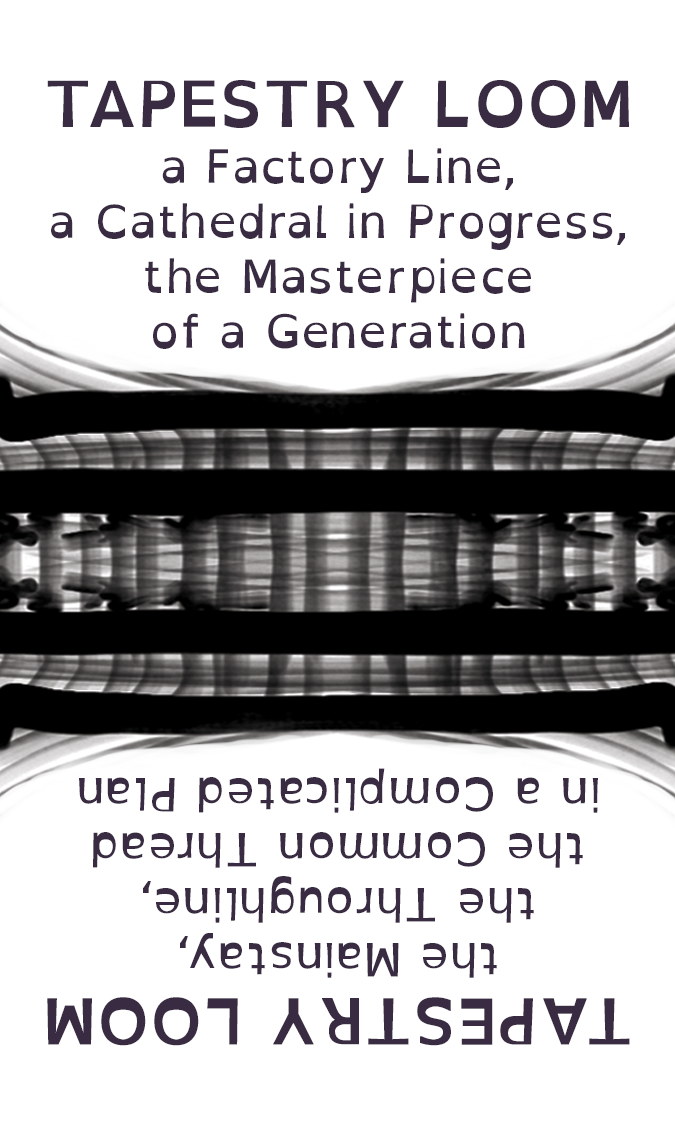 TAPESTRY LOOM
a Factory Line,
a Cathedral in Progress,
the Masterpiece
of a Generation
TAPESTRY LOOM
the Mainstay,
the Throughline,
the Common Thread
in a Complicated Plan